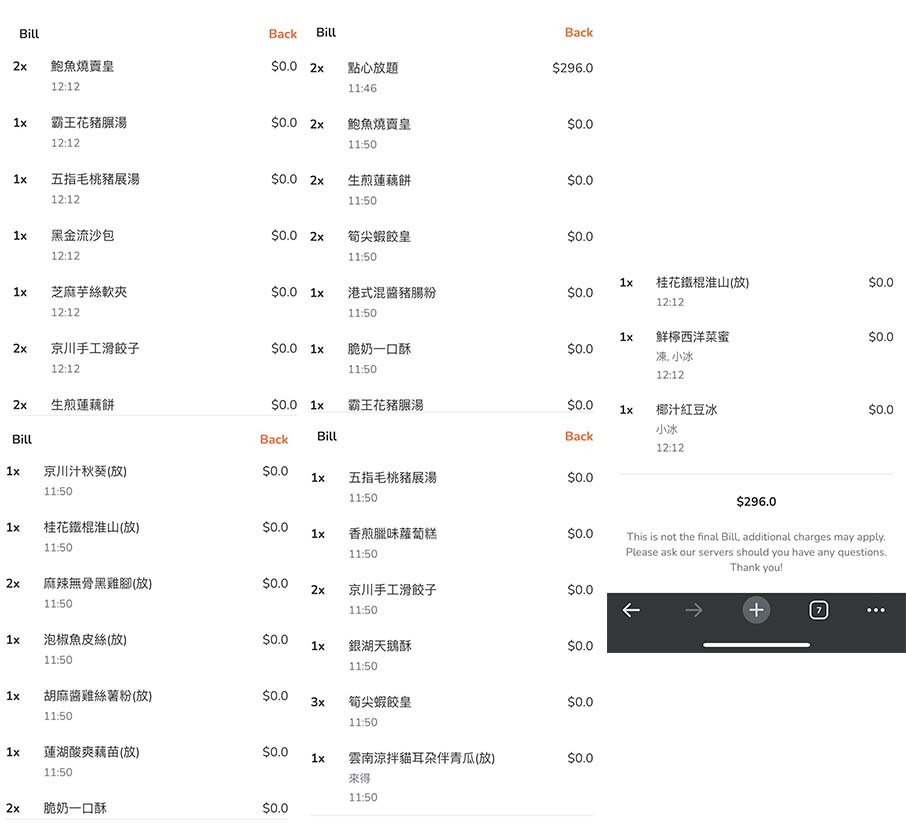 Bill Back
2x 鮑魚燒賣皇 $0.0
12:12
1x 霸王花豬𦟌湯 $0.0
12:12
1x 五指毛桃豬展湯 $0.0
12:12
1x 黑金流沙包 $0.0
12:12
1x 芝麻芋絲軟夾 $0.0
12:12
2x 京川手工滑餃子 $0.0
12:12
2x 生煎蓮藕餅 $0.0
Bill Back
2x 點心放題 $296.0
11:46
2x 鮑魚燒賣皇 $0.0
11:50
2x 生煎蓮藕餅 $0.0
11:50
2x 筍尖蝦餃皇 $0.0
11:50
1x 港式混醬豬腸粉 $0.0
11:50
1x 脆奶一口酥 $0.0
11:50
1x 霸王花豬𦟌湯 $0.0
Bill Back
1x 京川汁秋葵(放) $0.0
11:50
1x 桂花鐵棍淮山(放) $0.0
11:50
2x 麻辣無骨黑雞腳(放) $0.0
11:50
1x 泡椒魚皮絲(放) $0.0
11:50
1x 胡麻醬雞絲薯粉(放) $0.0
11:50
1x 蓮湖酸爽藕苗(放) $0.0
11:50
2x 脆奶一口酥 $0.0
Bill Back
1x 五指毛桃豬展湯 $0.0
11:50
1x 香煎臘味蘿蔔糕 $0.0
11:50
2x 京川手工滑餃子 $0.0
11:50
1x 銀湖天鵝酥 $0.0
11:50
3x 筍尖蝦餃皇 $0.0
11:50
1x 雲南涼拌貓耳朶伴青瓜(放) $0.0
來得
11:50
1x 桂花鐵棍淮山(放) $0.0
12:12
1x 鮮檸西洋菜蜜 $0.0
凍, 小冰
12:12
1x 椰汁紅豆冰 $0.0
小冰
12:12
$296.0
This is not the final Bill, additional charges may apply.
Please ask our servers should you have any questions.
Thank you!
7